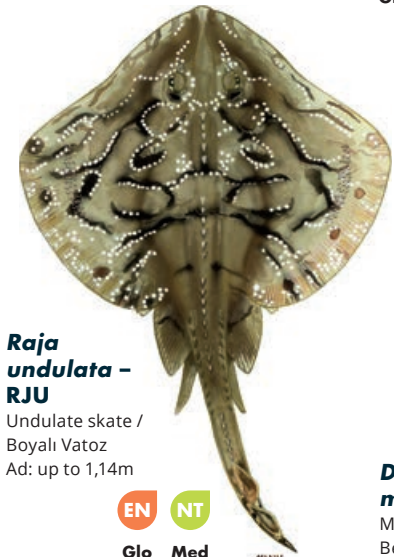 Raja
undulata –
RJU
Undulate skate /
Boyalı Vatoz
Ad: up to 1,14m
EN NT
Glo Med
D
m
M
B